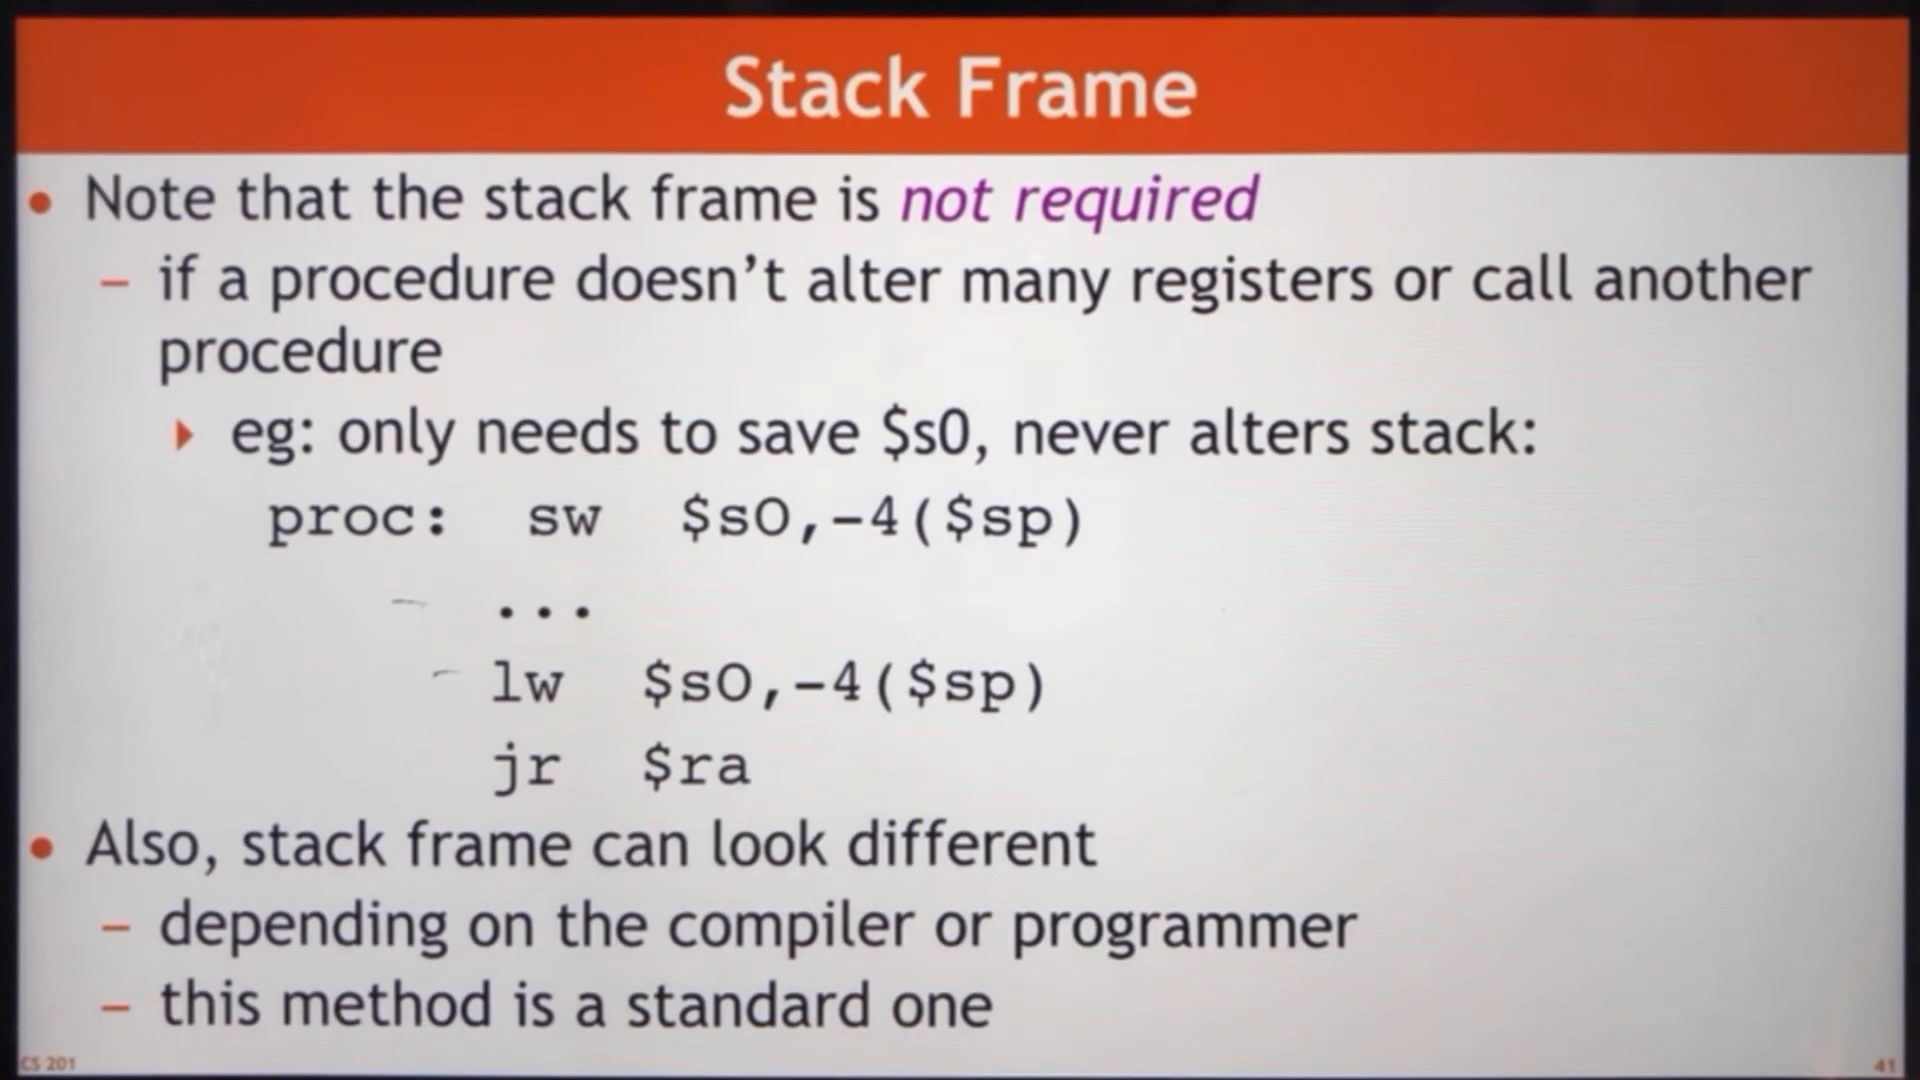 Stack Frame
• Note that the stack frame is not required
– if a procedure doesn't alter many registers or call another
procedure
▸ eg: only needs to save $s0, never alters stack:
proc: sw $s0,-4($sp)
...
lw $s0,-4($sp)
jr $ra
• Also, stack frame can look different
– depending on the compiler or programmer
– this method is a standard one
CS 201
41